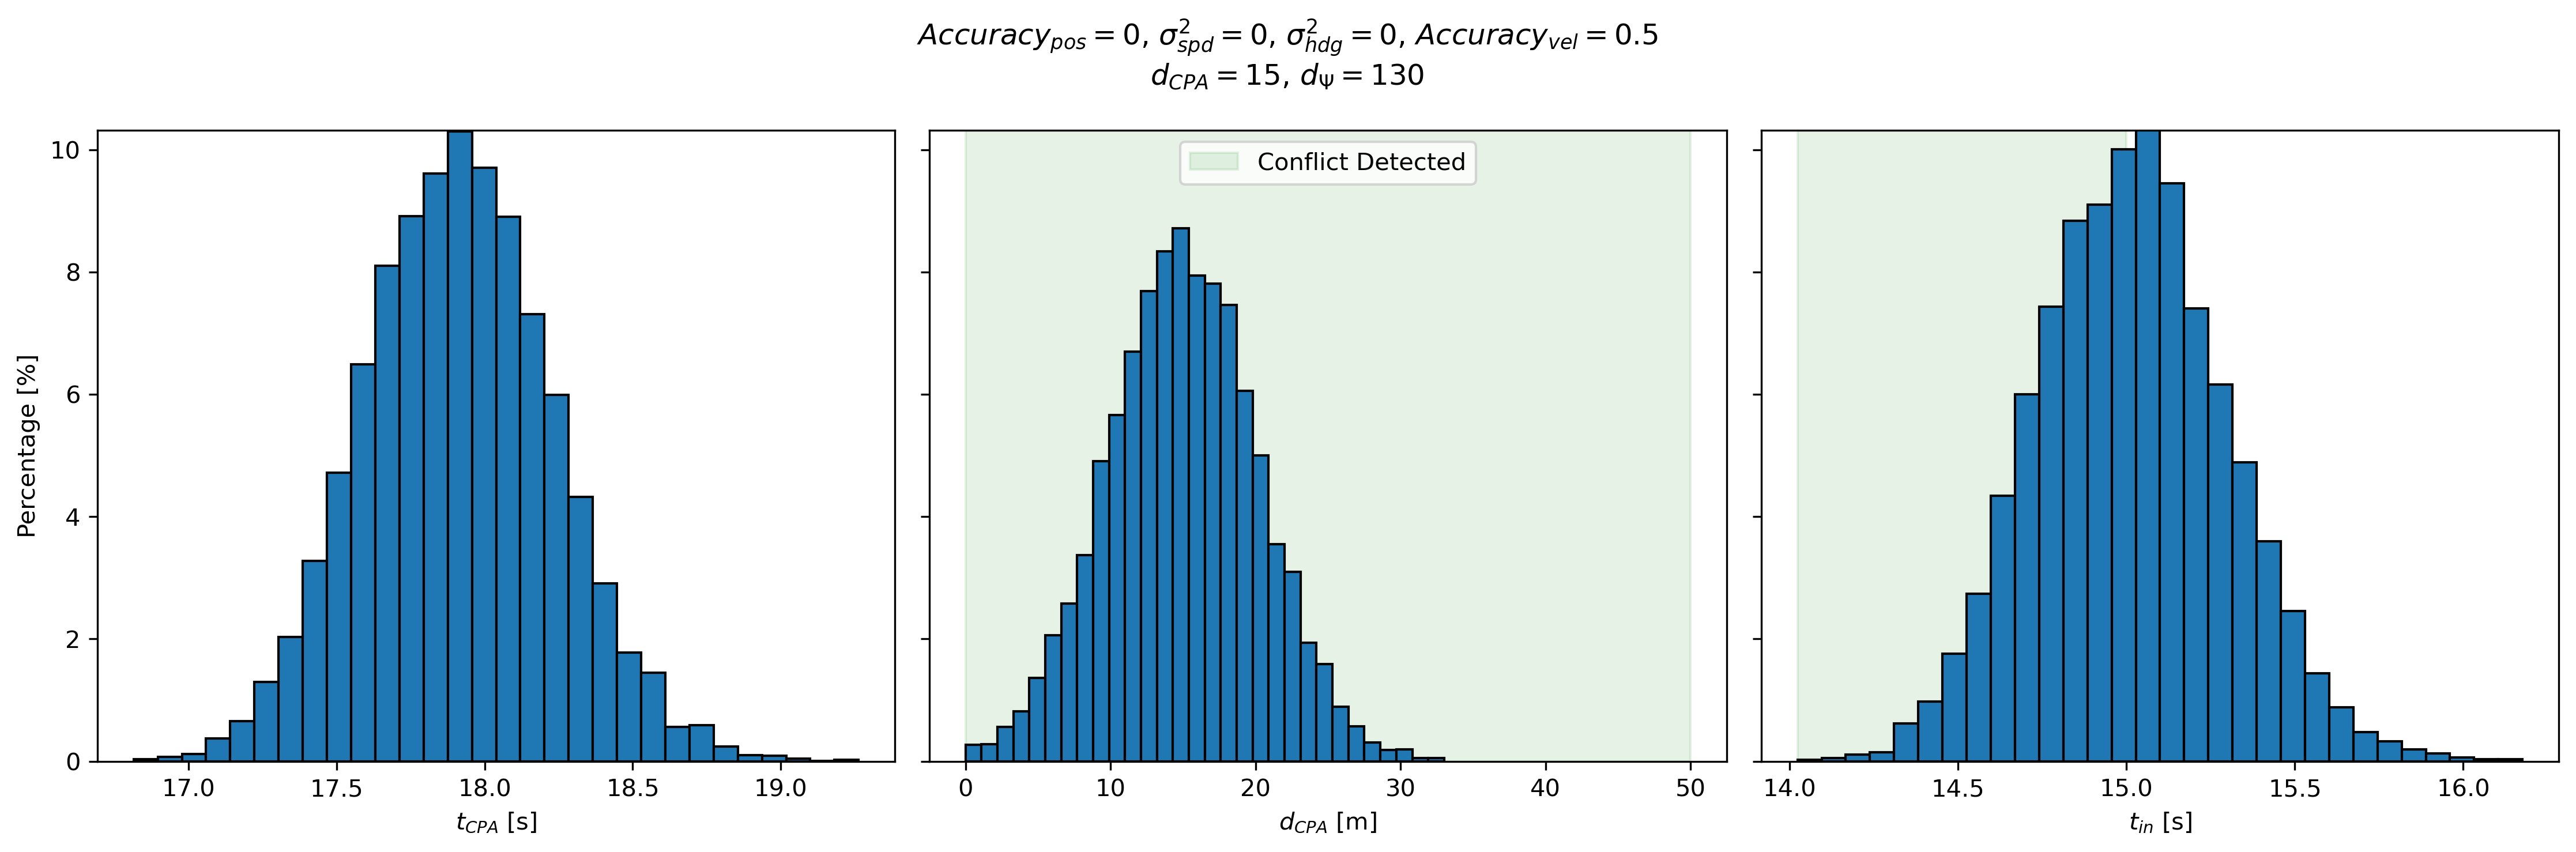 Accuracy_pos = 0, σ²_spd = 0, σ²_hdg = 0, Accuracy_vel = 0.5
d_CPA = 15, d_Ψ = 130
Percentage [%]
10
8
6
4
2
0
17.0 17.5 18.0 18.5 19.0
t_CPA [s]
Conflict Detected
0 10 20 30 40 50
d_CPA [m]
14.0 14.5 15.0 15.5 16.0
t_in [s]